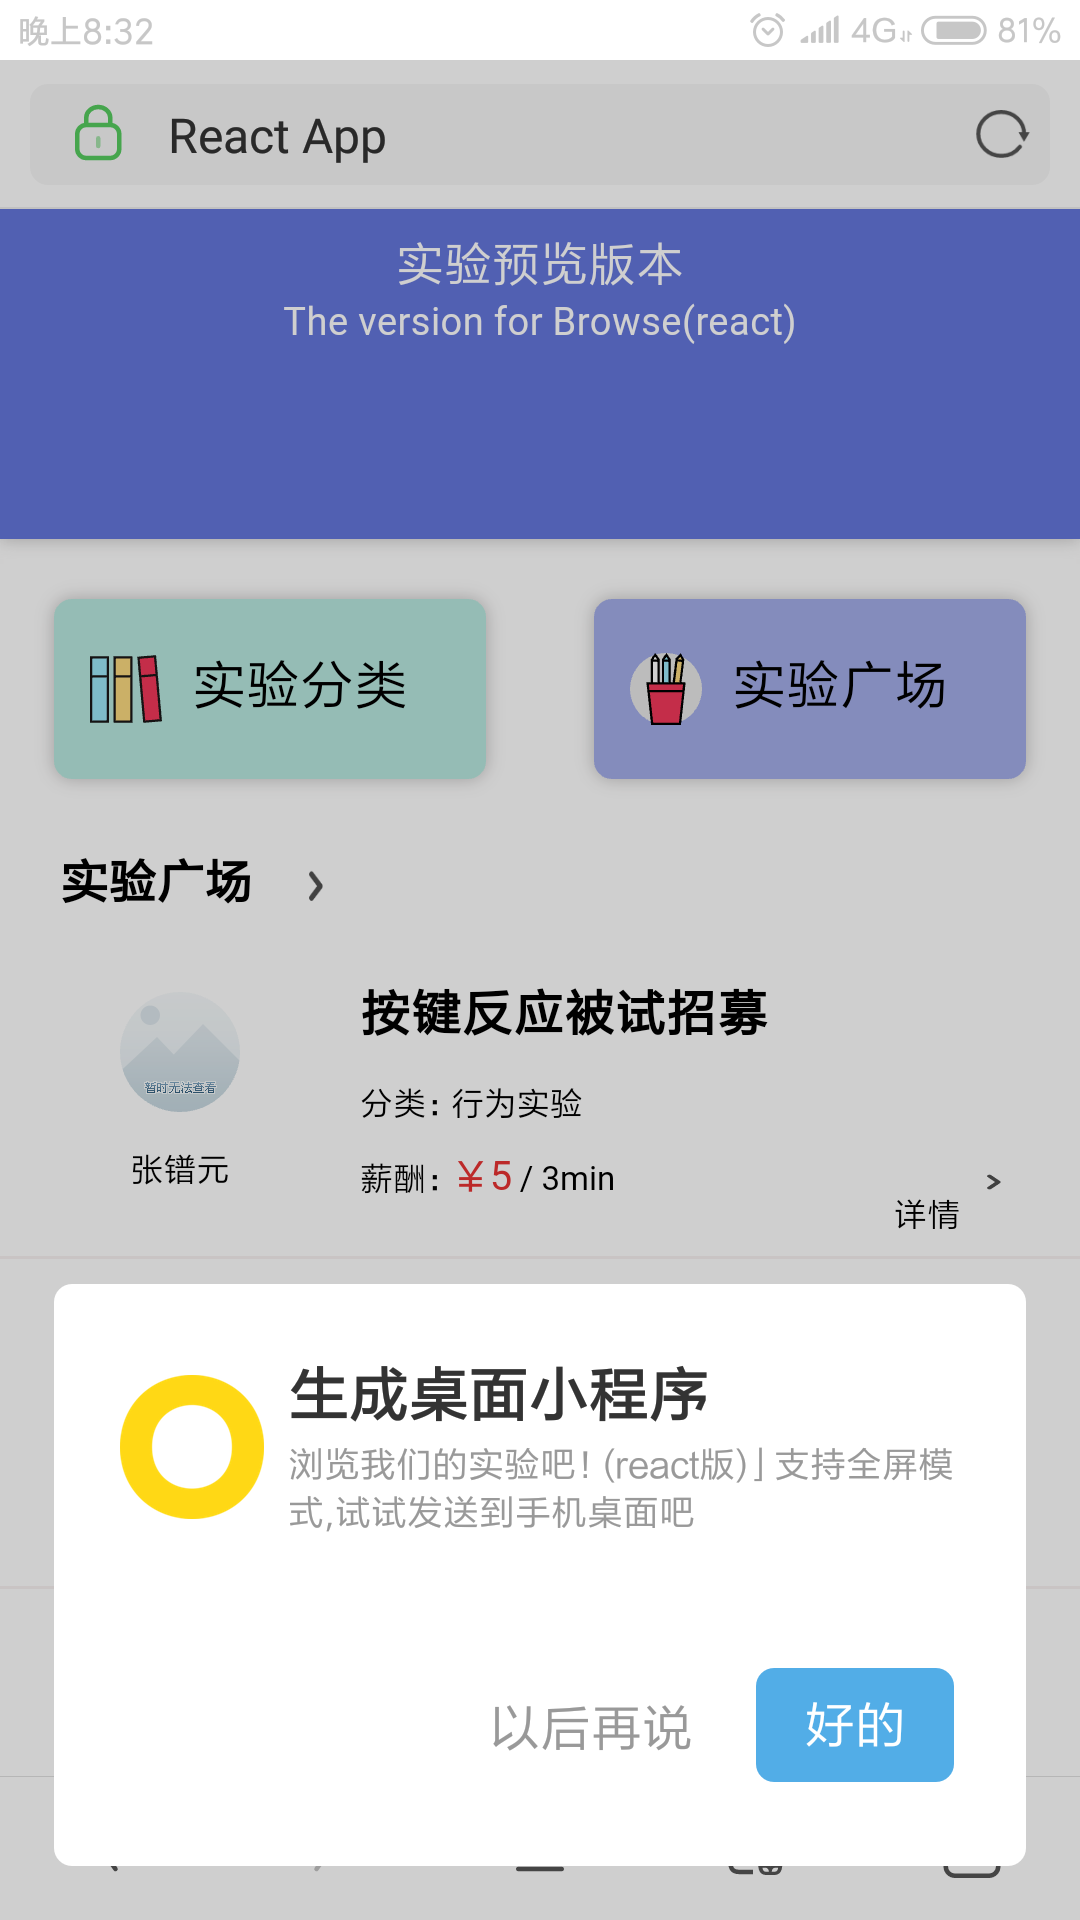 晚上8:32
4G 81%
React App
实验预览版本
The version for Browse(react)
实验分类
实验广场
实验广场
按键反应被试招募
暂时无法查看
分类: 行为实验
张镨元
薪酬: ￥5 / 3min
详情
生成桌面小程序
浏览我们的实验吧! (react版)」支持全屏模
式,试试发送到手机桌面吧
以后再说
好的